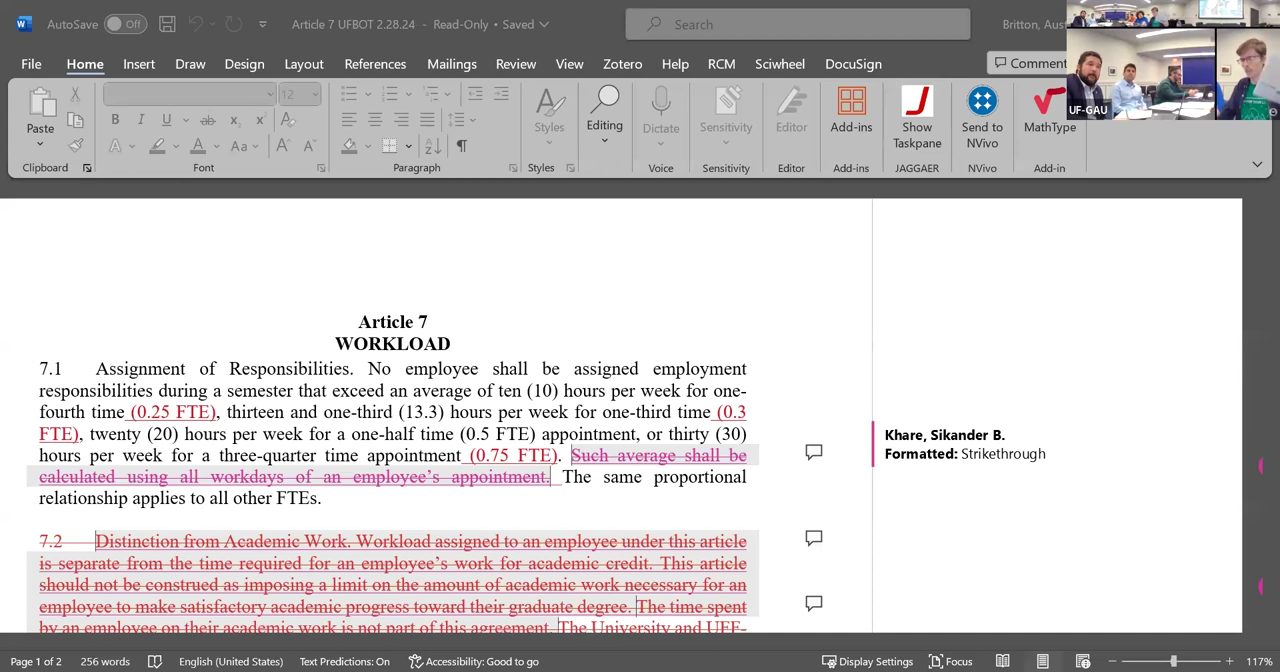 AutoSave Off Article 7 UFBOT 2.28.24 - Read-Only • Saved Search Britton, Aus
File Home Insert Draw Design Layout References Mailings Review View Zotero Help RCM Sciwheel DocuSign Comment
UF-GAU
12
Paste Styles Editing Dictate Sensitivity Editor Add-ins Show Taskpane Send to NVivo MathType
Clipboard Font Paragraph Styles Voice Sensitivity Editor Add-ins JAGGAER NVivo Add-in
Article 7
WORKLOAD
7.1 Assignment of Responsibilities. No employee shall be assigned employment
responsibilities during a semester that exceed an average of ten (10) hours per week for one-
fourth time (0.25 FTE), thirteen and one-third (13.3) hours per week for one-third time (0.3
FTE), twenty (20) hours per week for a one-half time (0.5 FTE) appointment, or thirty (30)
hours per week for a three-quarter time appointment (0.75 FTE). Such average shall be
calculated using all workdays of an employee's appointment. The same proportional
relationship applies to all other FTEs.
Khare, Sikander B.
Formatted: Strikethrough
7.2 Distinction from Academic Work. Workload assigned to an employee under this article
is separate from the time required for an employee's work for academic credit. This article
should not be construed as imposing a limit on the amount of academic work necessary for an
employee to make satisfactory academic progress toward their graduate degree. The time spent
by an employee on their academic work is not part of this agreement. The University and UFF-
Page 1 of 2 256 words English (United States) Text Predictions: On Accessibility: Good to go Display Settings Focus 117%